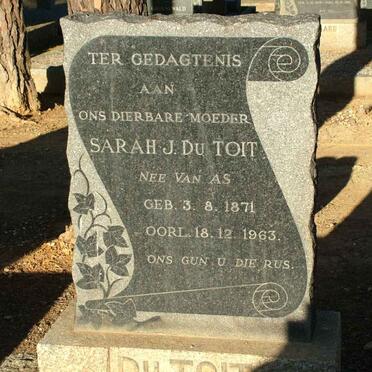 TER GEDAGTENIS
AAN
ONS DIERBARE MOEDER
SARAH J. DU TOIT
NEE VAN AS
GEB. 3. 8. 1871
OORL. 18. 12. 1963.
ONS GUN U DIE RUS.
DU TOIT